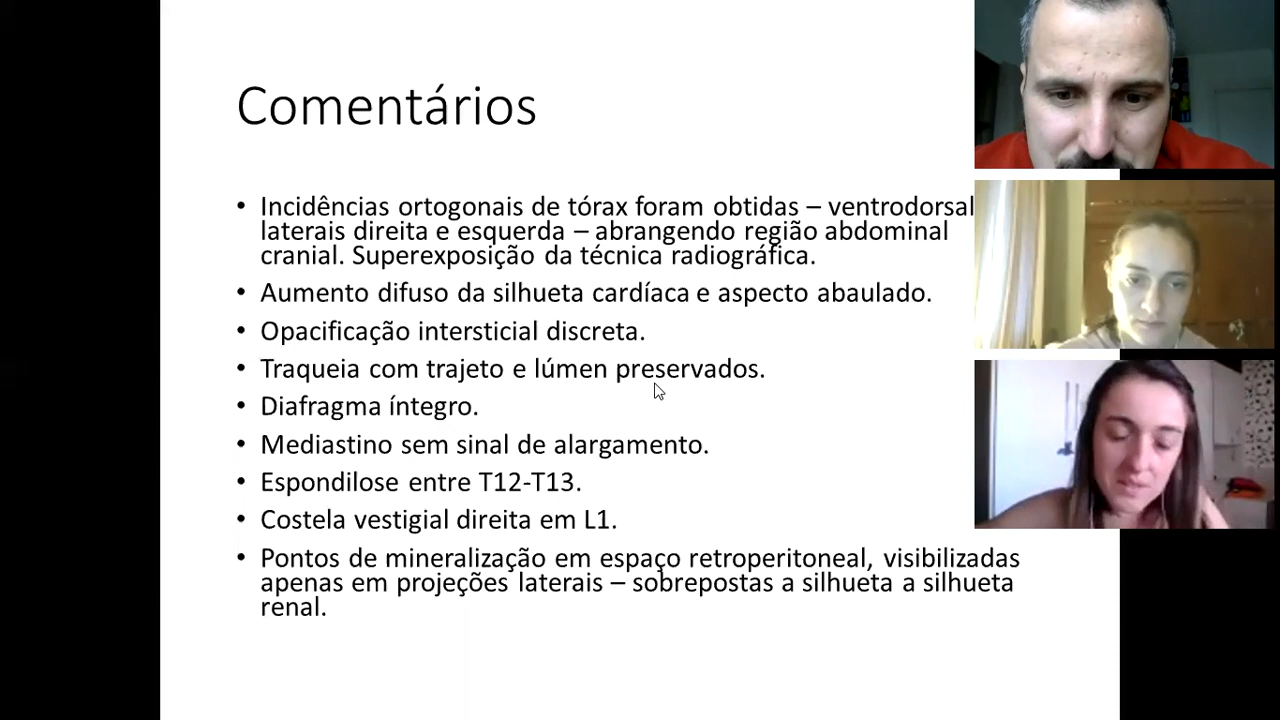 Comentários
• Incidências ortogonais de tórax foram obtidas – ventrodorsal
laterais direita e esquerda – abrangendo região abdominal
cranial. Superexposição da técnica radiográfica.
• Aumento difuso da silhueta cardíaca e aspecto abaulado.
• Opacificação intersticial discreta.
• Traqueia com trajeto e lúmen preservados.
• Diafragma íntegro.
• Mediastino sem sinal de alargamento.
• Espondilose entre T12-T13.
• Costela vestigial direita em L1.
• Pontos de mineralização em espaço retroperitoneal, visibilizadas
apenas em projeções laterais – sobrepostas a silhueta a silhueta
renal.